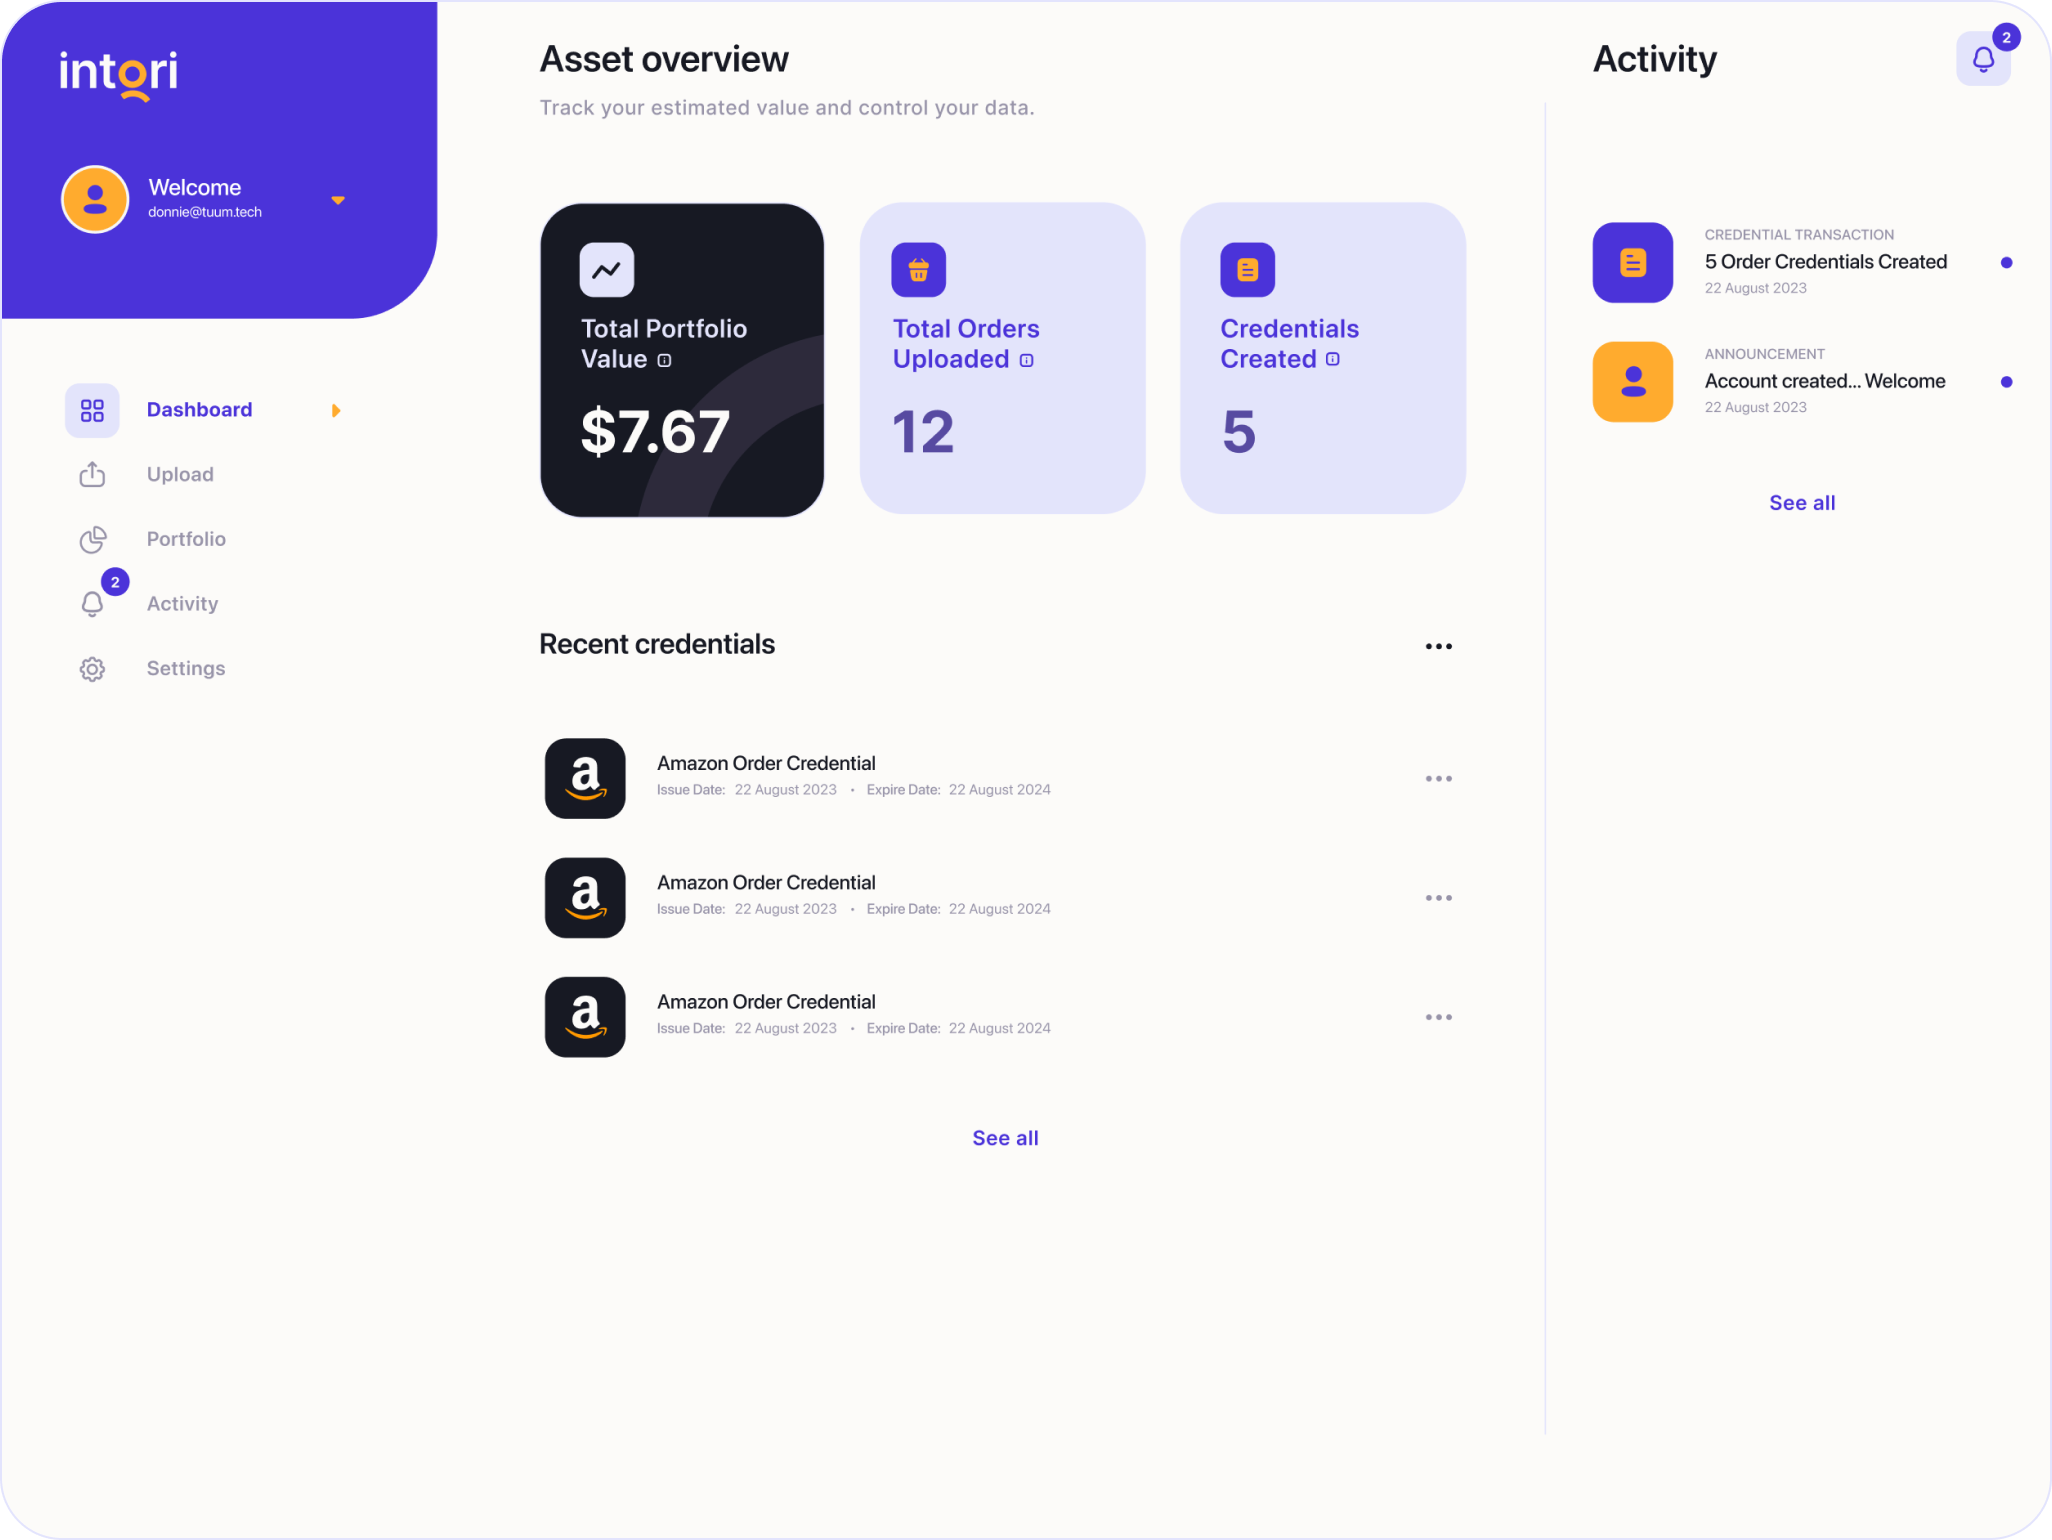 intori
Welcome
donnie@tuum.tech
Dashboard
Upload
Portfolio
2
Activity
Settings
Asset overview
Track your estimated value and control your data.
Total Portfolio
Value
$7.67
Total Orders
Uploaded
12
Credentials
Created
5
Recent credentials
a
Amazon Order Credential
Issue Date: 22 August 2023 • Expire Date: 22 August 2024
a
Amazon Order Credential
Issue Date: 22 August 2023 • Expire Date: 22 August 2024
a
Amazon Order Credential
Issue Date: 22 August 2023 • Expire Date: 22 August 2024
See all
Activity
2
CREDENTIAL TRANSACTION
5 Order Credentials Created
22 August 2023
ANNOUNCEMENT
Account created... Welcome
22 August 2023
See all